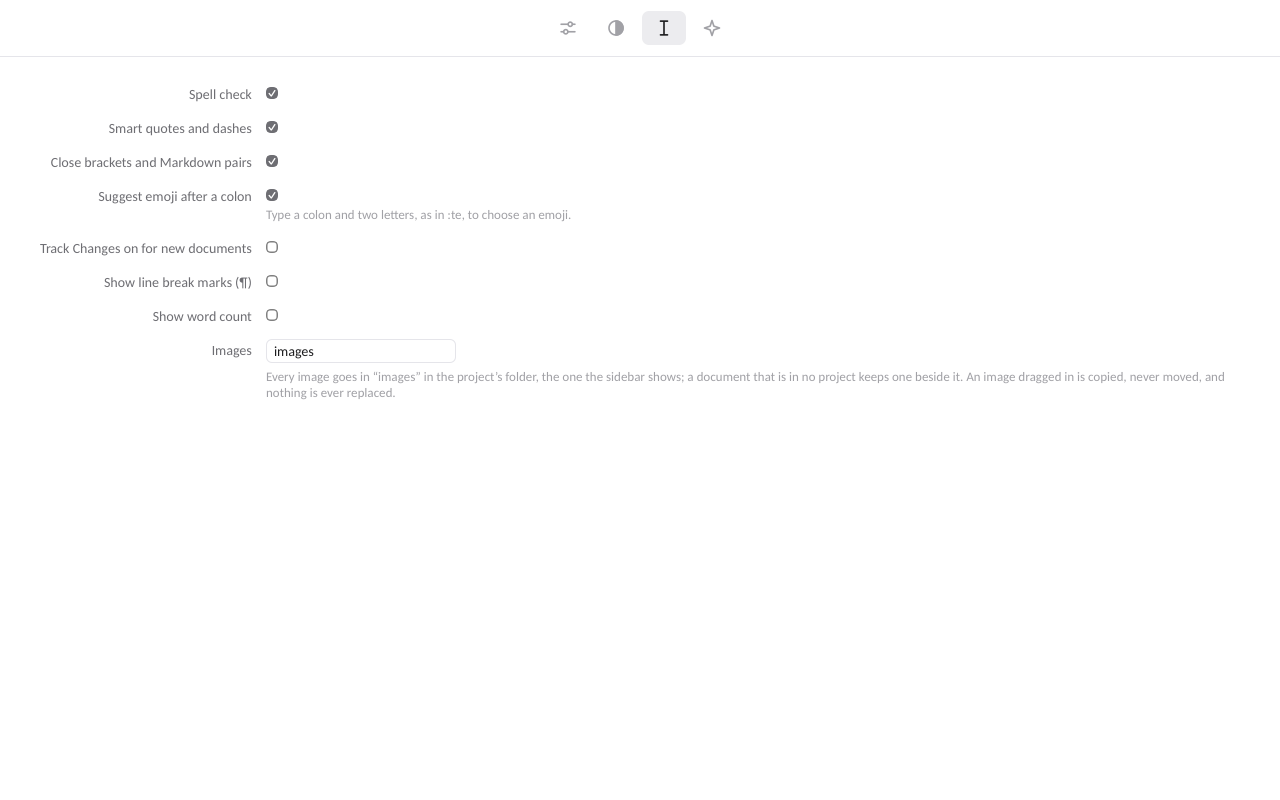 Spell check
Smart quotes and dashes
Close brackets and Markdown pairs
Suggest emoji after a colon
Type a colon and two letters, as in :te, to choose an emoji.
Track Changes on for new documents
Show line break marks (¶)
Show word count
Images
images
Every image goes in “images” in the project’s folder, the one the sidebar shows; a document that is in no project keeps one beside it. An image dragged in is copied, never moved, and
nothing is ever replaced.